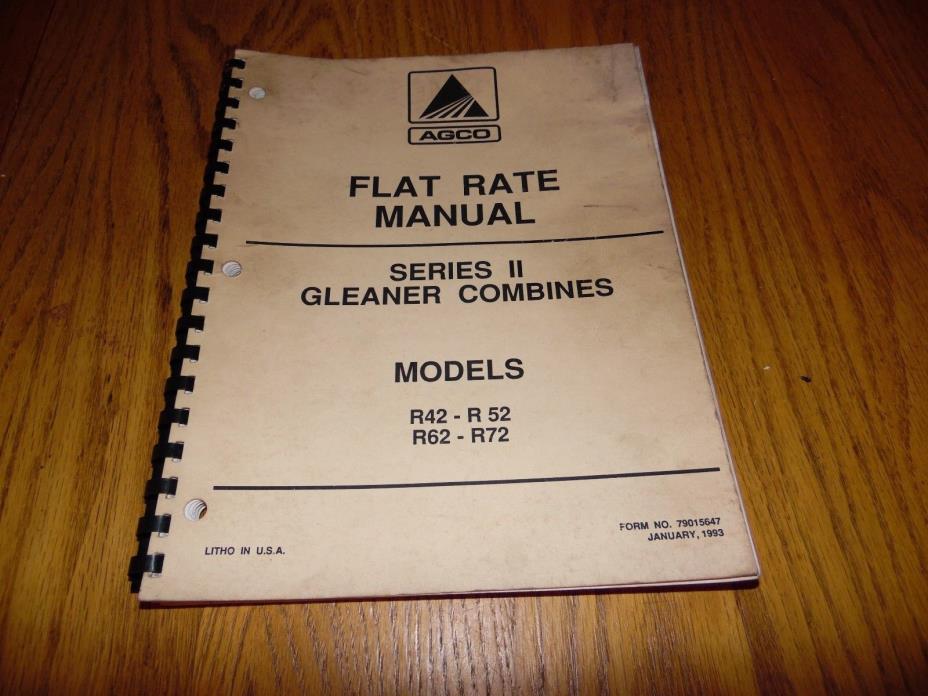 AGCO
FLAT RATE
MANUAL
SERIES II
GLEANER COMBINES
MODELS
R42 - R 52
R62 - R72
LITHO IN U.S.A.
FORM NO. 79015647
JANUARY, 1993